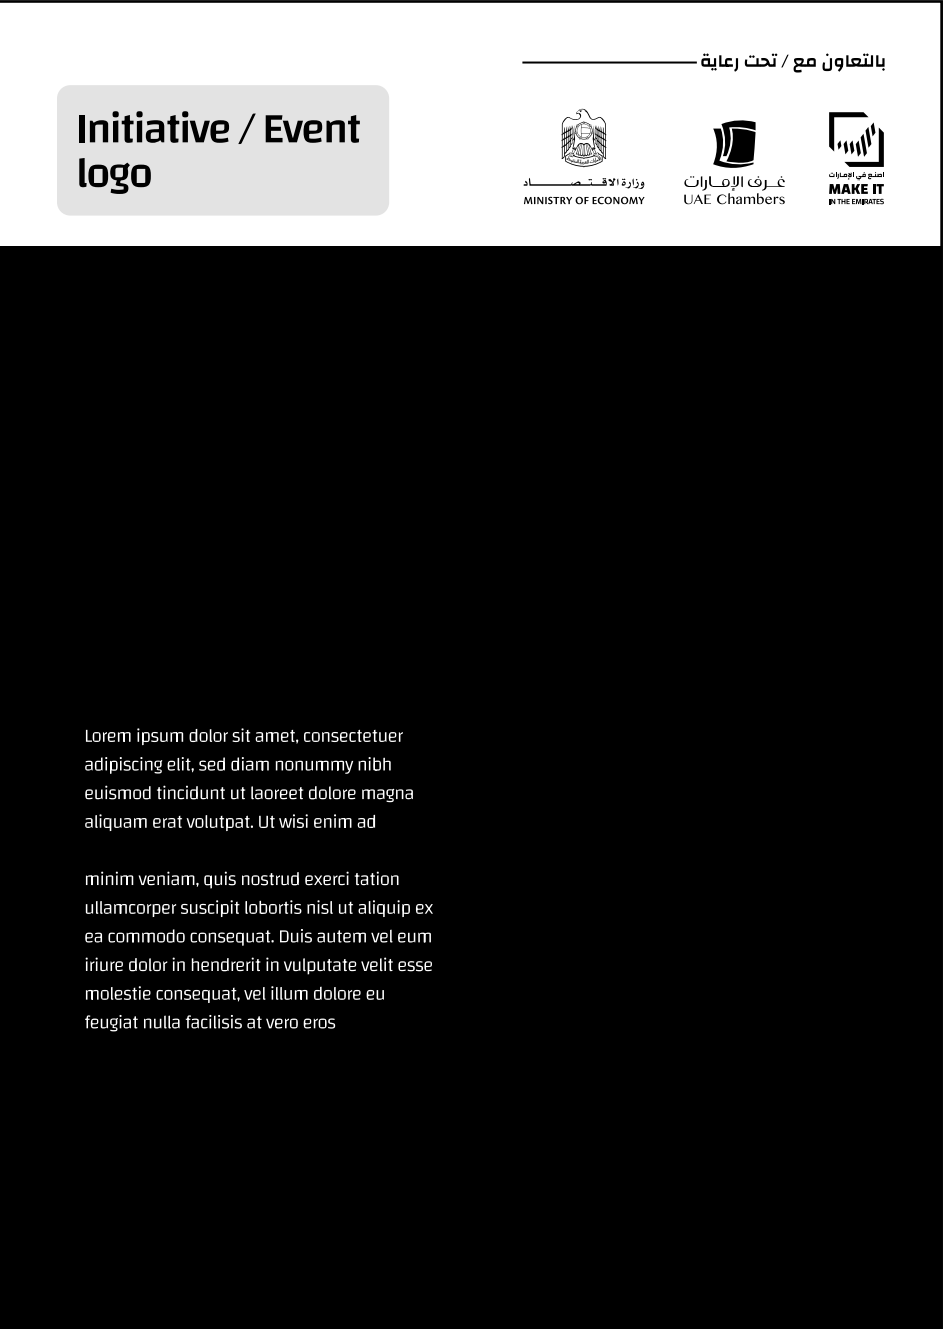 بالتعاون مع / تحت رعاية
Initiative / Event
logo
وزارة الاقتصاد
MINISTRY OF ECONOMY
غرف الإمارات
UAE Chambers
اصنع في الإمارات
MAKE IT
IN THE EMIRATES
Lorem ipsum dolor sit amet, consectetuer
adipiscing elit, sed diam nonummy nibh
euismod tincidunt ut laoreet dolore magna
aliquam erat volutpat. Ut wisi enim ad
minim veniam, quis nostrud exerci tation
ullamcorper suscipit lobortis nisl ut aliquip ex
ea commodo consequat. Duis autem vel eum
iriure dolor in hendrerit in vulputate velit esse
molestie consequat, vel illum dolore eu
feugiat nulla facilisis at vero eros